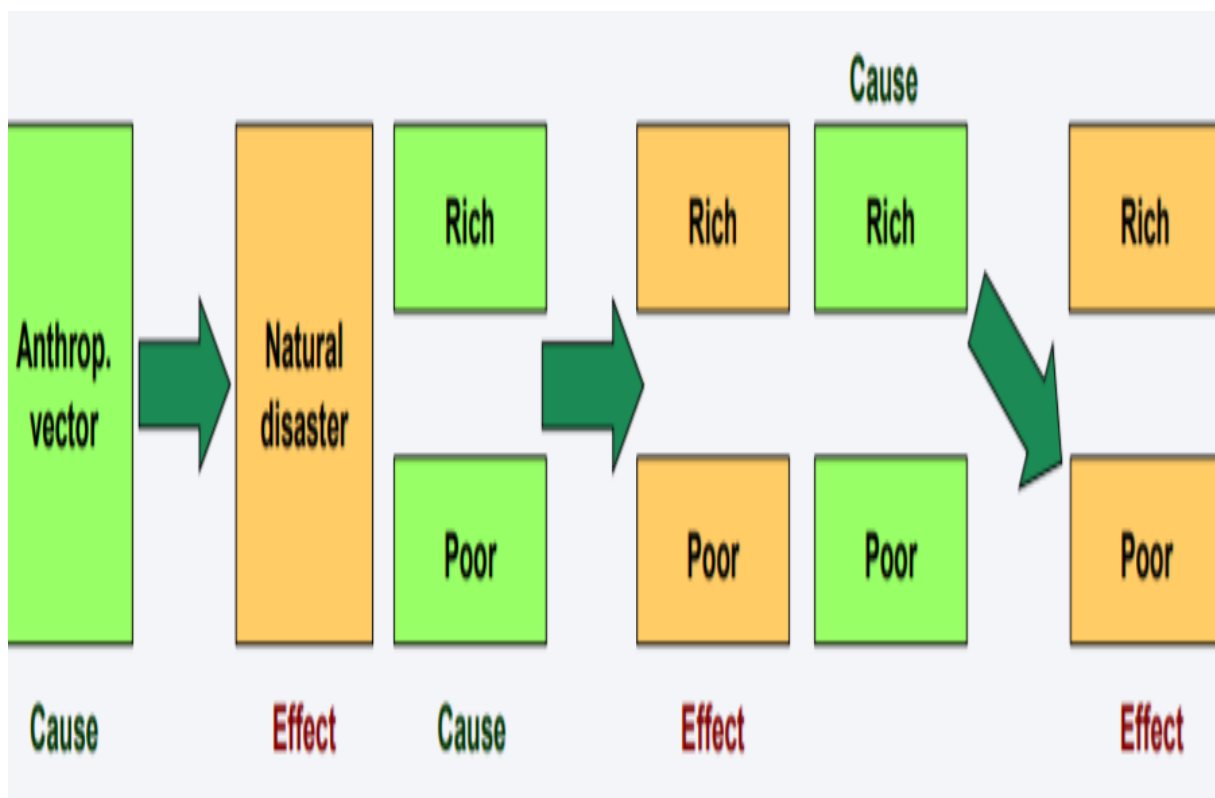 Cause
Rich
Rich
Rich
Rich
Anthrop.
vector
Natural
disaster
Poor
Poor
Poor
Poor
Cause
Effect
Cause
Effect
Effect